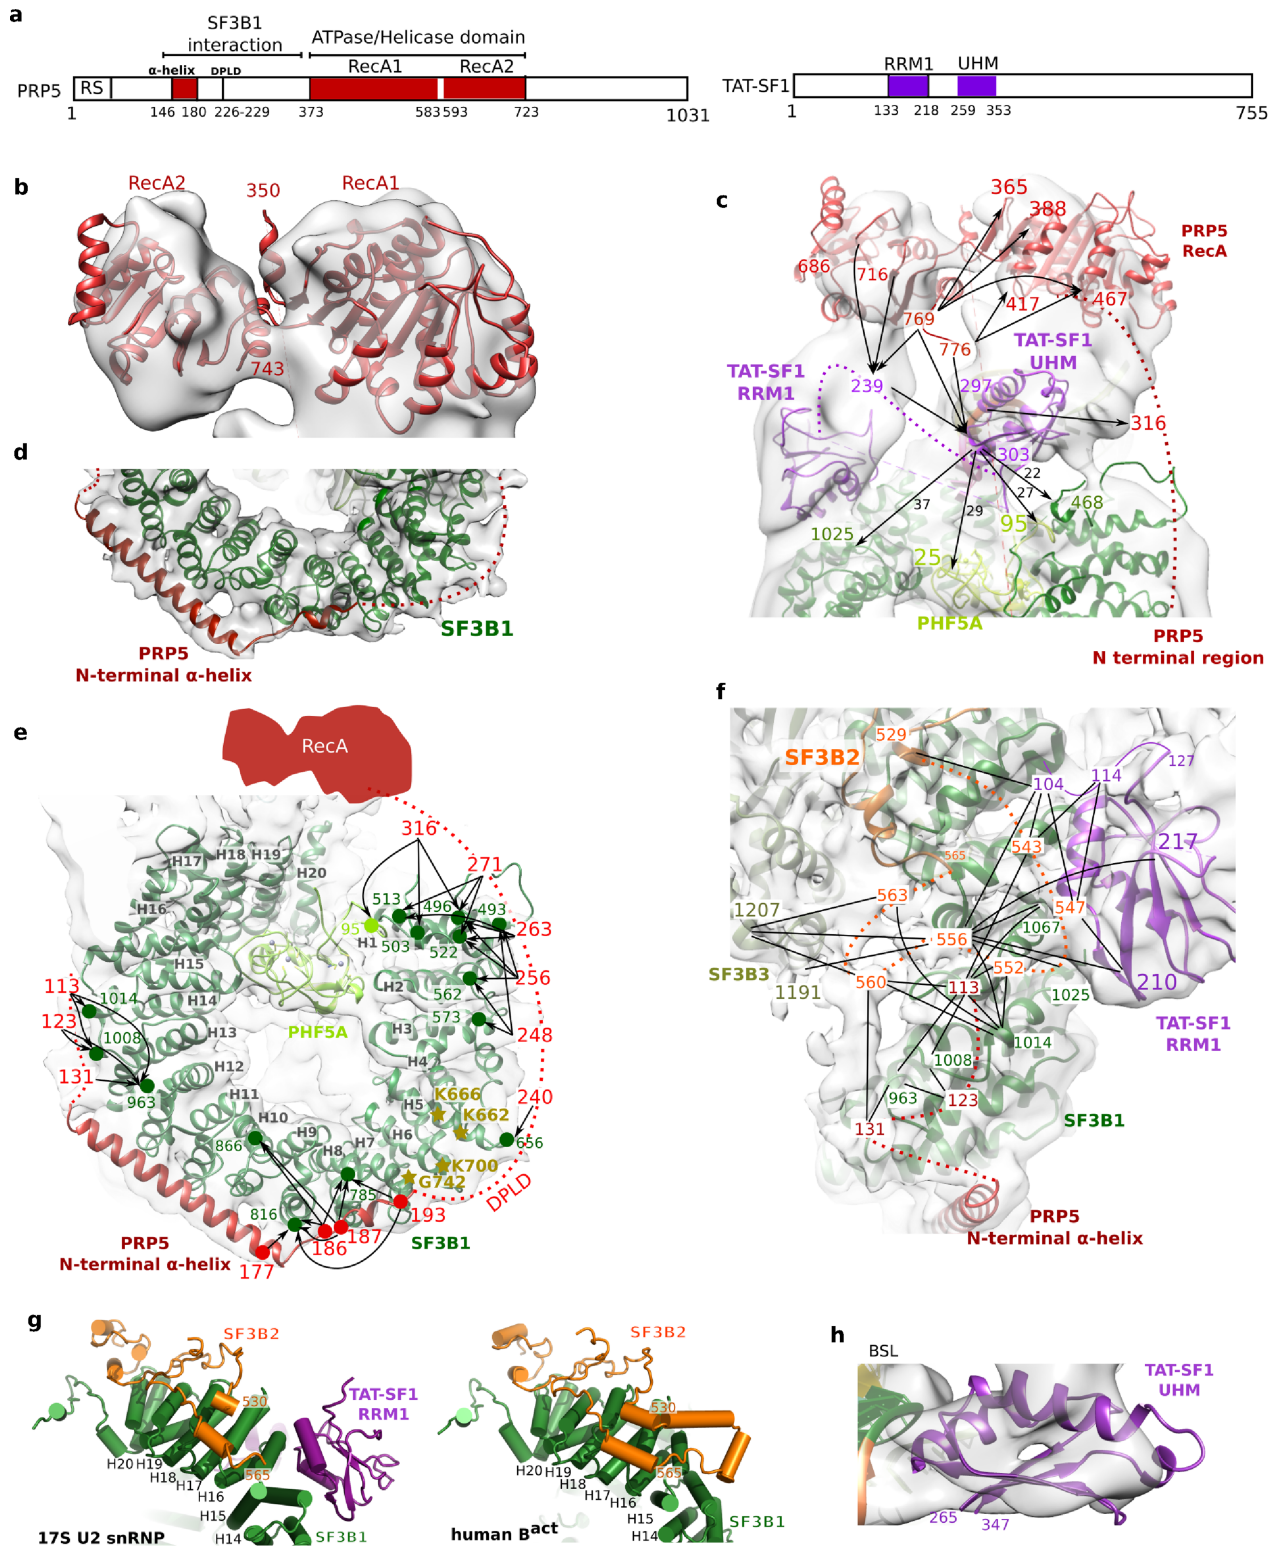 a
SF3B1
interaction
ATPase/Helicase domain
α-helix
DPLD
RecA1
RecA2
PRP5
RS
1
146
180
226-229
373
583
593
723
1031
RRM1
UHM
TAT-SF1
1
133
218
259
353
755
b
RecA2
350
RecA1
743
c
365
388
PRP5
RecA
686
716
417
467
769
776
TAT-SF1
UHM
TAT-SF1
RRM1
239
297
316
303
22
27
468
37
29
95
1025
25
PHF5A
PRP5
N terminal region
d
SF3B1
PRP5
N-terminal α-helix
e
RecA
316
271
H17
H18
H19
H20
513
496
493
263
H16
95
H1
503
522
H15
256
113
1014
H14
H2
562
123
PHF5A
573
248
1008
H13
H3
H4
131
H12
963
H11
H5
K666
240
K662
H10
H9
H6
866
H8
H7
656
K700
785
G742
DPLD
816
193
187
186
SF3B1
PRP5
N-terminal α-helix
177
f
529
SF3B2
127
114
104
217
543
565
563
1207
547
1067
556
SF3B3
552
1191
560
113
210
1025
TAT-SF1
RRM1
1014
1008
963
123
SF3B1
131
PRP5
N-terminal α-helix
g
SF3B2
TAT-SF1
RRM1
530
565
H20
H19
H18
H17
H16
H15
H14
SF3B1
17S U2 snRNP
SF3B2
530
565
H20
H19
H18
H17
H16
H15
H14
SF3B1
human Bact
h
BSL
TAT-SF1
UHM
265
347